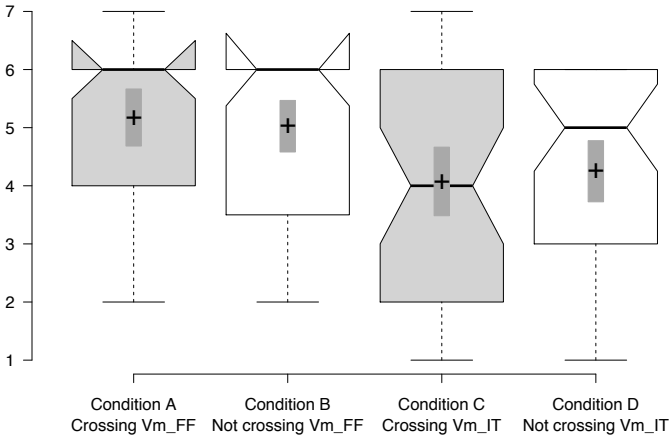 7
6
5
4
3
2
1
Condition A
Crossing Vm_FF
Condition B
Not crossing Vm_FF
Condition C
Crossing Vm_IT
Condition D
Not crossing Vm_IT